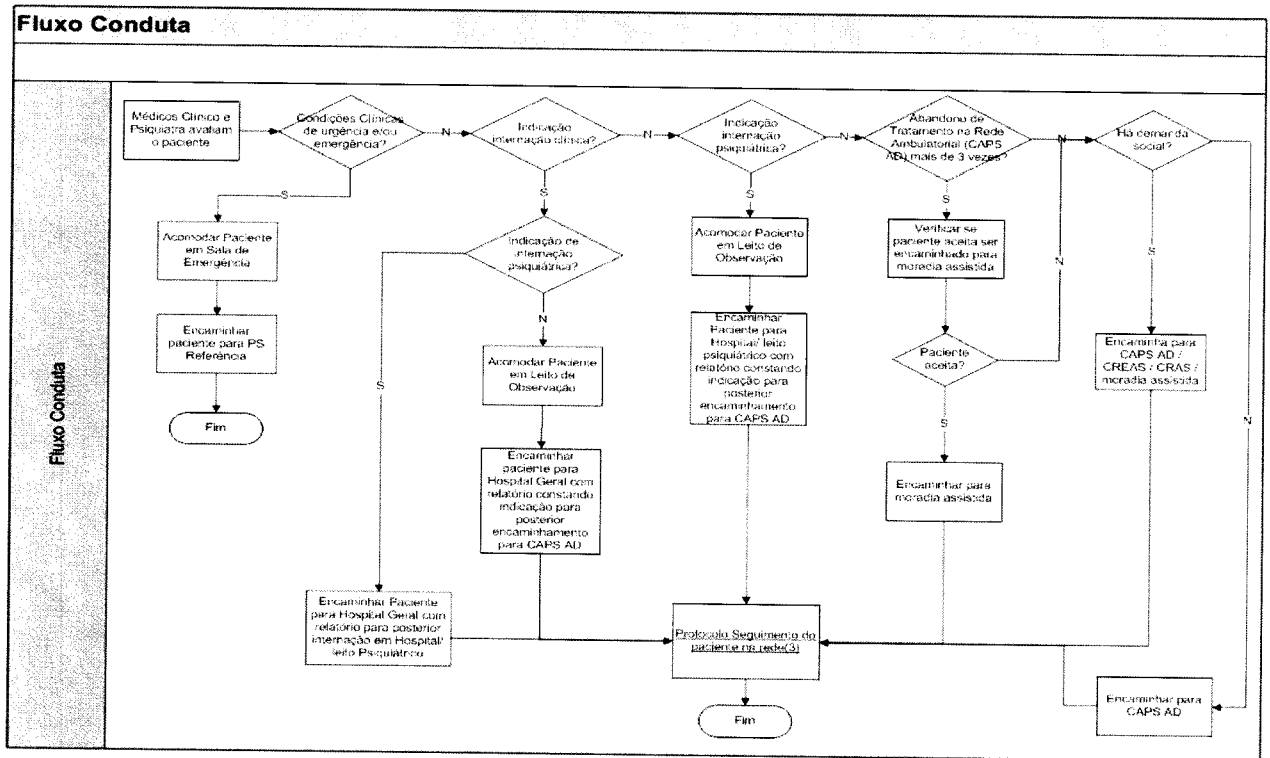 Fluxo Conduta
Fluxo Conduta
Médicos Clínico e
Psiquiatra avaliam
o paciente
Condições Clínicas
de urgência e/ou
emergência?
N
S
Acomodar Paciente
em Sala de
Emergência
Encaminhar
paciente para PS
Referência
Fim
Indicação
internação clínica?
N
S
Indicação de
internação
psiquiátrica?
S
N
Acomodar Paciente
em Leito de
Observação
Encaminhar
paciente para
Hospital Geral com
relatório constando
indicação para
posterior
encaminhamento
para CAPS AD
Encaminhar Paciente
para Hospital Geral com
relatório para posterior
internação em Hospital/
leito Psiquiátrico
Indicação
internação
psiquiátrica?
N
S
Acomodar Paciente
em Leito de
Observação
Encaminhar
Paciente para
Hospital/ leito
psiquiátrico com
relatório constando
indicação para
posterior
encaminhamento
para CAPS AD
Abandono de
Tratamento na Rede
Ambulatorial (CAPS
AD) mais de 3 vezes?
N
S
Verificar se
paciente aceita ser
encaminhado para
moradia assistida
Paciente
aceita?
N
S
Encaminhar para
moradia assistida
Há demanda
social?
S
N
Encaminha para
CAPS AD /
CREAS / CRAS /
moradia assistida
Encaminhar para
CAPS AD
Protocolo Seguimento do
paciente na rede(3)
Fim